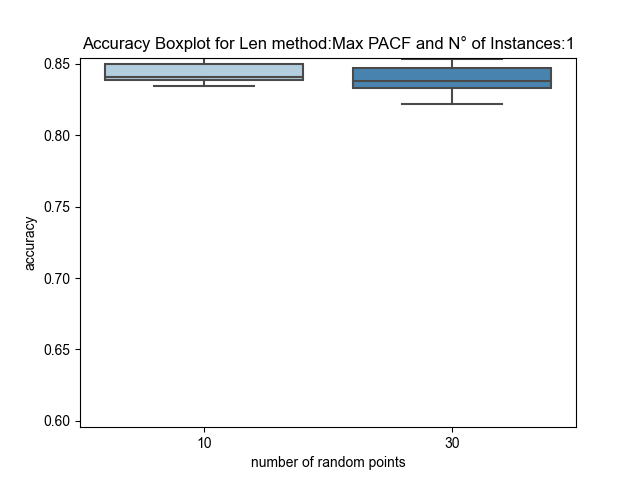 Accuracy Boxplot for Len method:Max PACF and N° of Instances:1
0.85
0.80
0.75
0.70
0.65
0.60
accuracy
10
30
number of random points